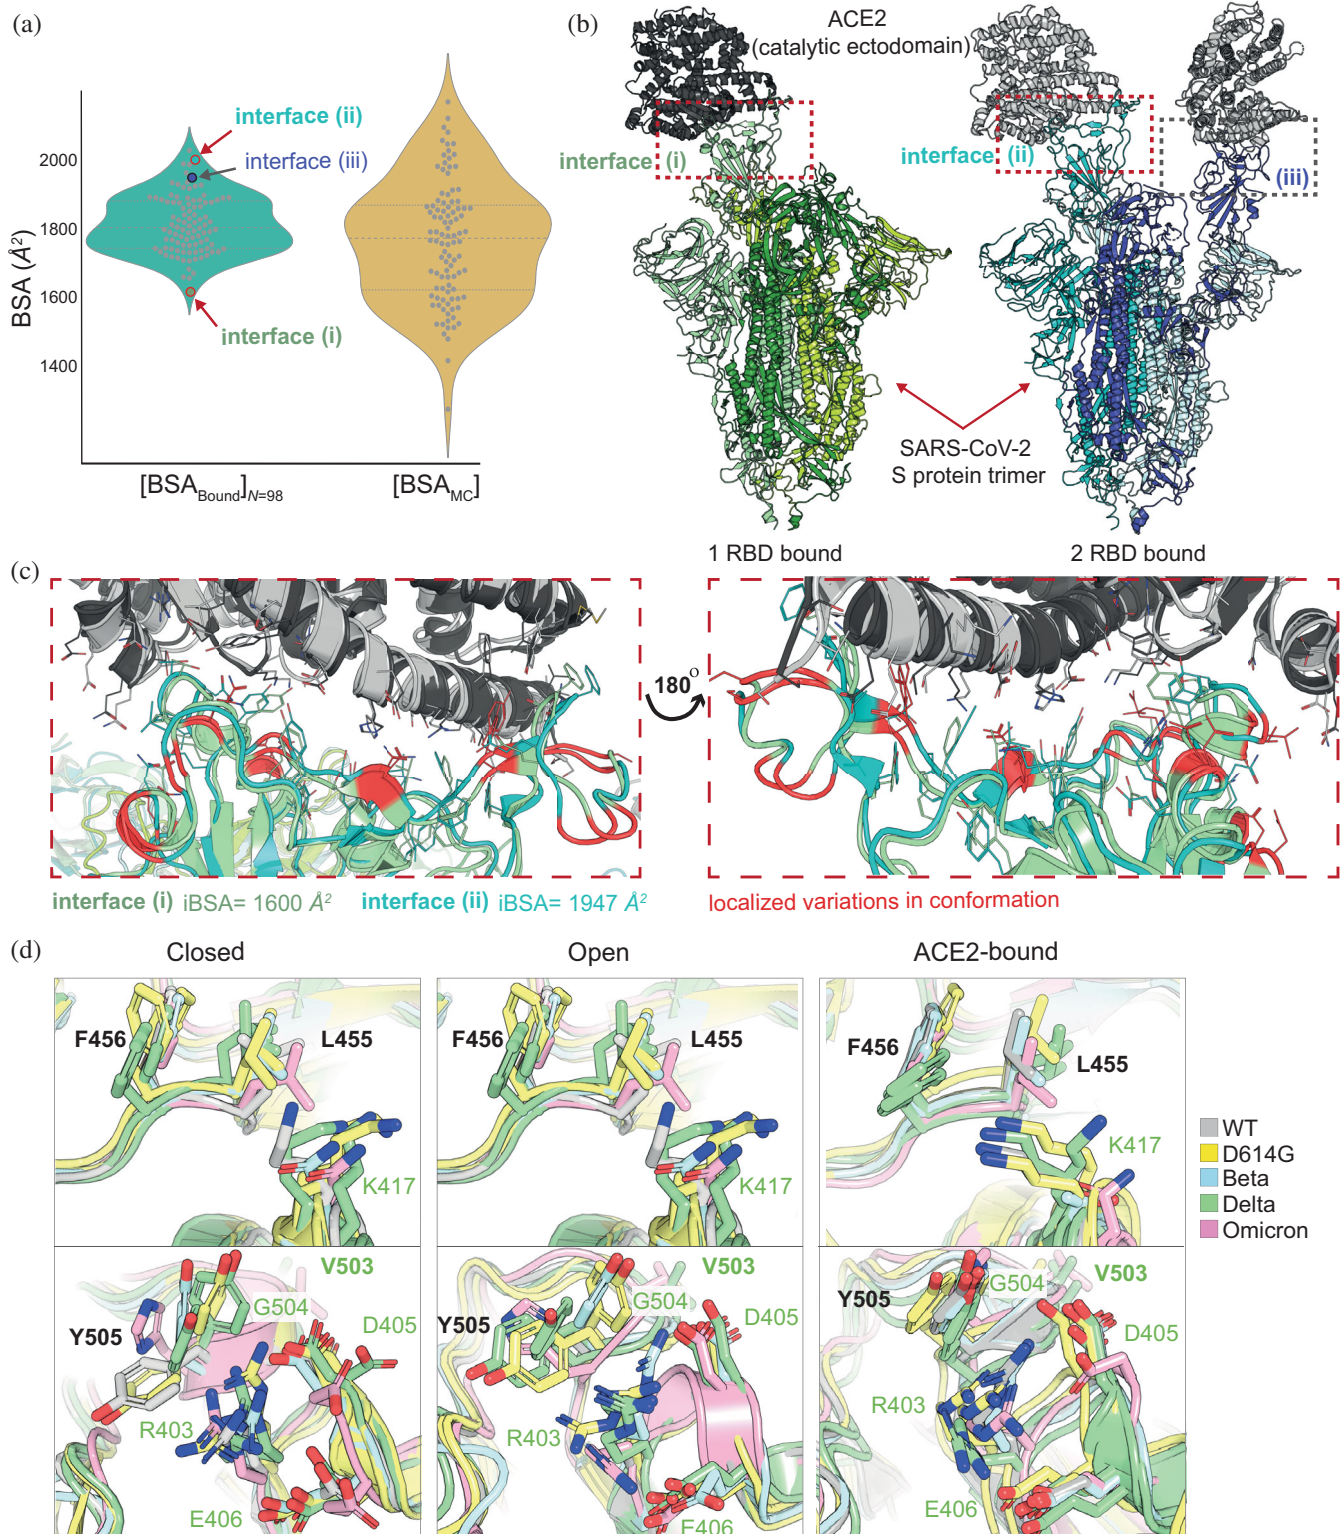 (a)
BSA (Å²)
2000
1800
1600
1400
interface (ii)
interface (iii)
interface (i)
[BSA_Bound]_N=98
[BSA_MC]
(b)
ACE2
(catalytic ectodomain)
interface (i)
interface (ii)
(iii)
SARS-CoV-2
S protein trimer
1 RBD bound
2 RBD bound
(c)
180°
interface (i) iBSA= 1600 Å²
interface (ii) iBSA= 1947 Å²
localized variations in conformation
(d)
Closed
Open
ACE2-bound
F456
L455
K417
F456
L455
K417
F456
L455
K417
WT
D614G
Beta
Delta
Omicron
V503
G504
Y505
D405
R403
E406
V503
G504
Y505
D405
R403
E406
V503
G504
Y505
D405
R403
E406